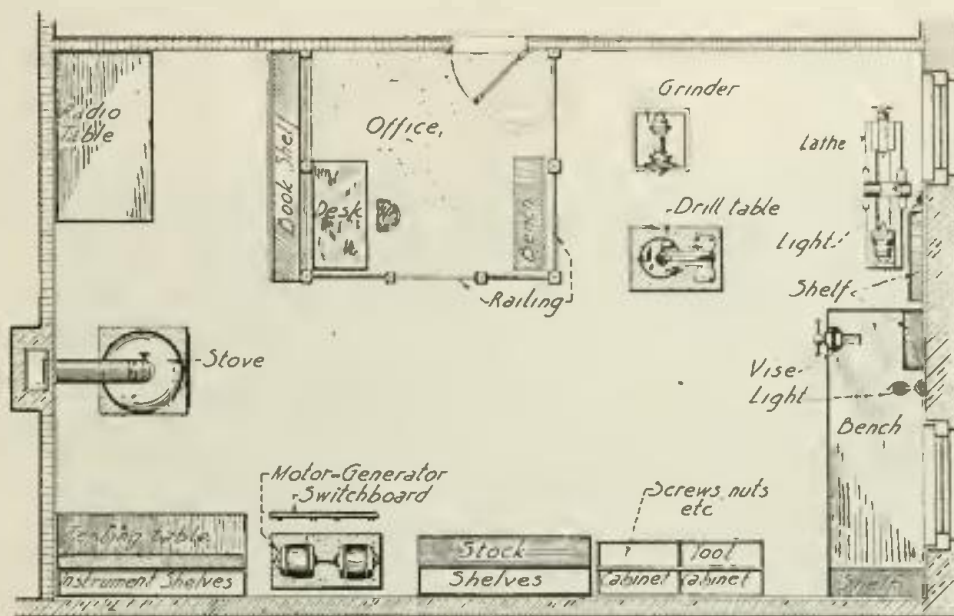 Radio
Table
Book Shelf
Office,
Desk
Bench
Railing
Grinder
Lathe
Drill table
Light
Shelf
Stove
Vise-
Light
Bench
Motor-Generator
Switchboard
Screws nuts
etc
Testing table
Instrument Shelves
Stock
Shelves
Tool
Cabinet
Cabinet
Shelf